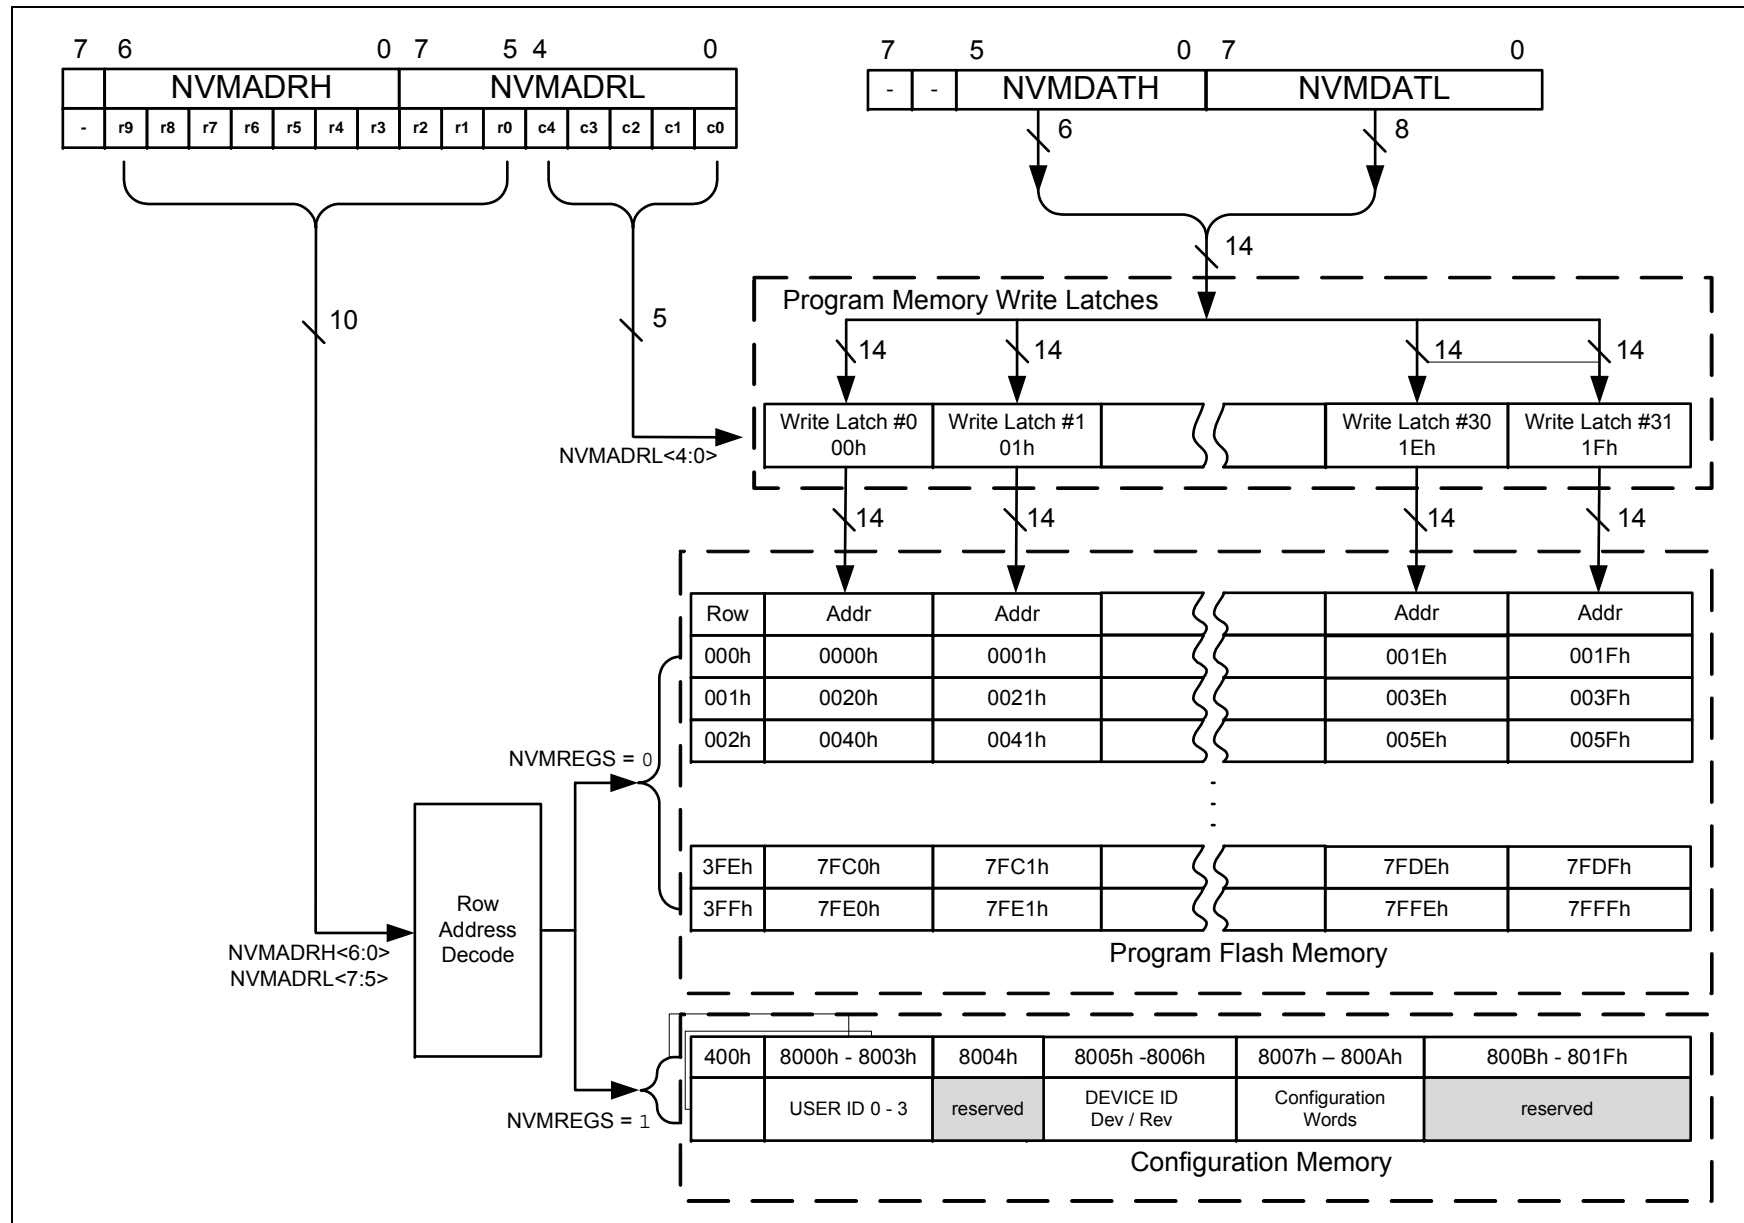 7 6 0 7 5 4 0
NVMADRH NVMADRL
- r9 r8 r7 r6 r5 r4 r3 r2 r1 r0 c4 c3 c2 c1 c0
7 5 0 7 0
- - NVMDATH NVMDATL
6 8
14
10 5
Program Memory Write Latches
14 14 14 14
Write Latch #0 Write Latch #1 Write Latch #30 Write Latch #31
00h 01h 1Eh 1Fh
NVMADRL<4:0>
14 14 14 14
Row Addr Addr Addr Addr
000h 0000h 0001h 001Eh 001Fh
001h 0020h 0021h 003Eh 003Fh
002h 0040h 0041h 005Eh 005Fh
NVMREGS = 0
3FEh 7FC0h 7FC1h 7FDEh 7FDFh
3FFh 7FE0h 7FE1h 7FFEh 7FFFh
Program Flash Memory
Row
Address
Decode
NVMADRH<6:0>
NVMADRL<7:5>
400h 8000h - 8003h 8004h 8005h -8006h 8007h – 800Ah 800Bh - 801Fh
USER ID 0 - 3 reserved DEVICE ID Configuration reserved
Dev / Rev Words
NVMREGS = 1
Configuration Memory